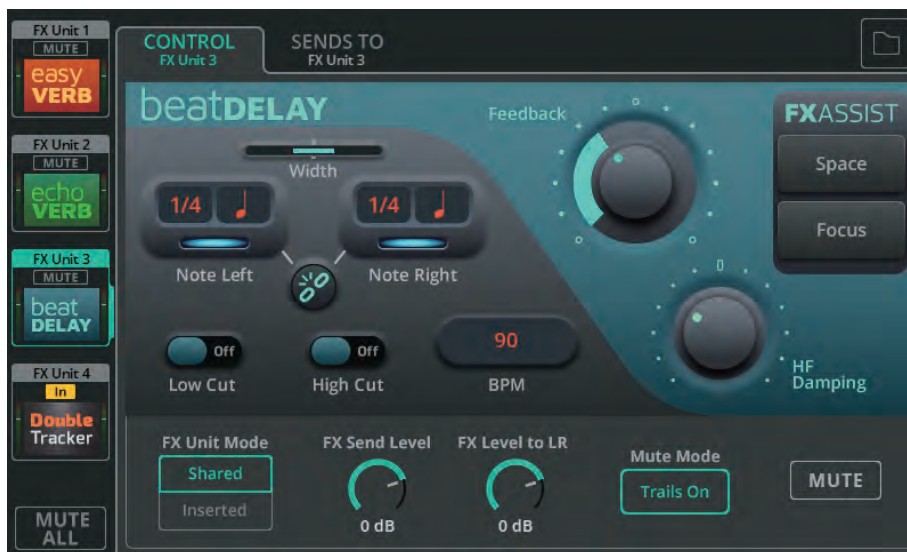 FX Unit 1
MUTE
easy
VERB
FX Unit 2
MUTE
echo
VERB
FX Unit 3
MUTE
beat
DELAY
FX Unit 4
In
Double
Tracker
MUTE
ALL
CONTROL
FX Unit 3
SENDS TO
FX Unit 3
beatDELAY
Width
1/4
1/4
Note Left
Note Right
Off
Off
Low Cut
High Cut
90
BPM
Feedback
HF
Damping
FXASSIST
Space
Focus
FX Unit Mode
Shared
Inserted
FX Send Level
0 dB
FX Level to LR
0 dB
Mute Mode
Trails On
MUTE